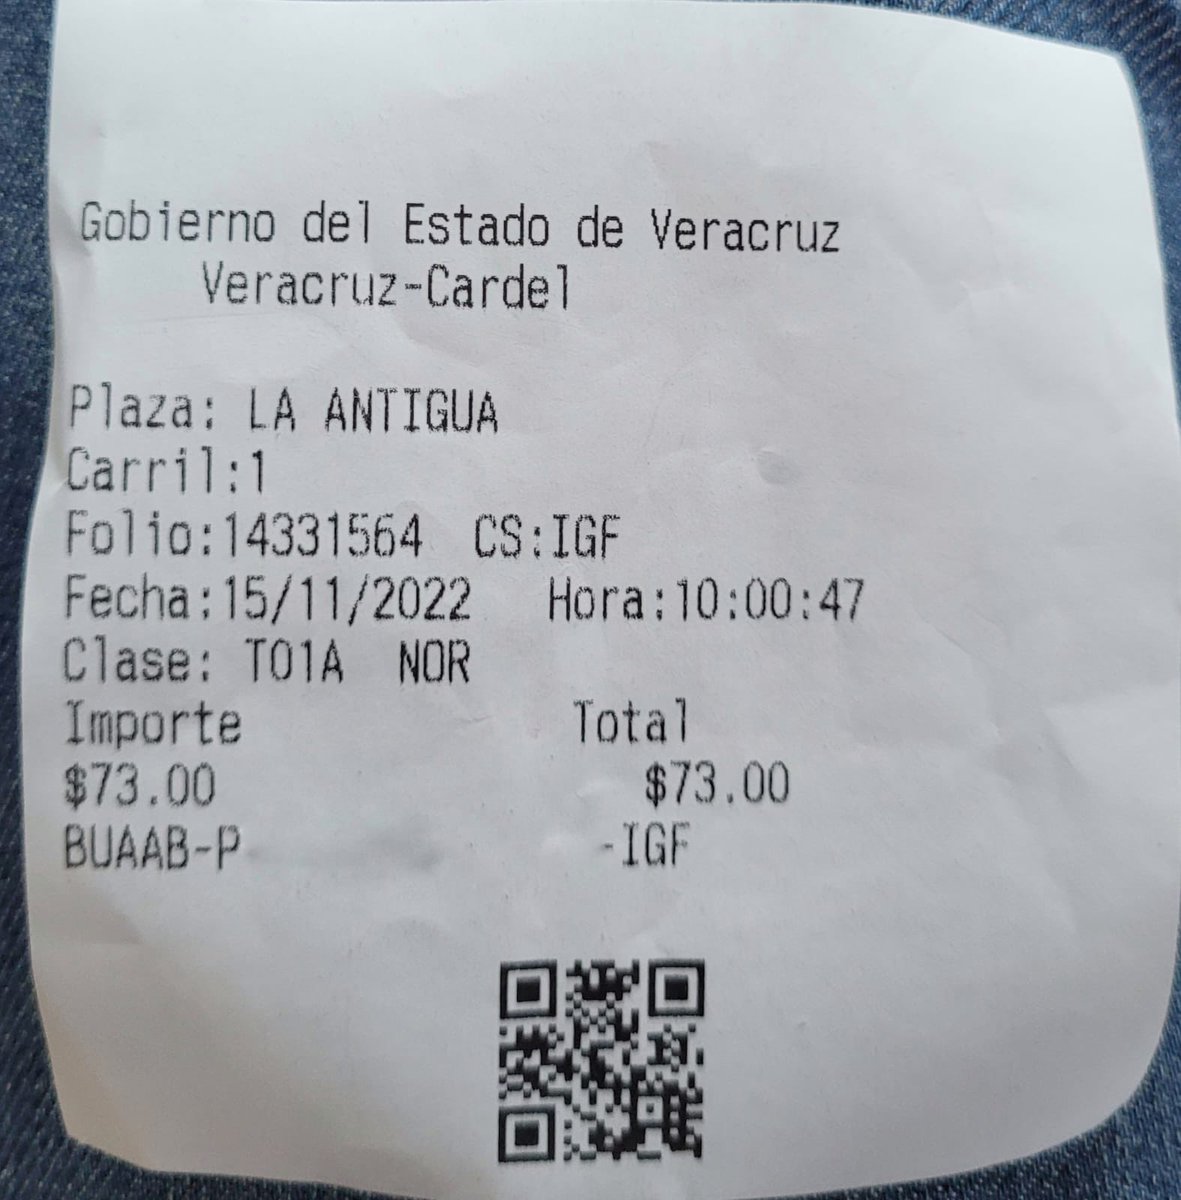 Gobierno del Estado de Veracruz
Veracruz-Cardel
Plaza: LA ANTIGUA
Carril:1
Folio:14331564 CS:IGF
Fecha:15/11/2022 Hora:10:00:47
Clase: T01A NOR
Importe Total
$73.00 $73.00
BUAAB-P -IGF